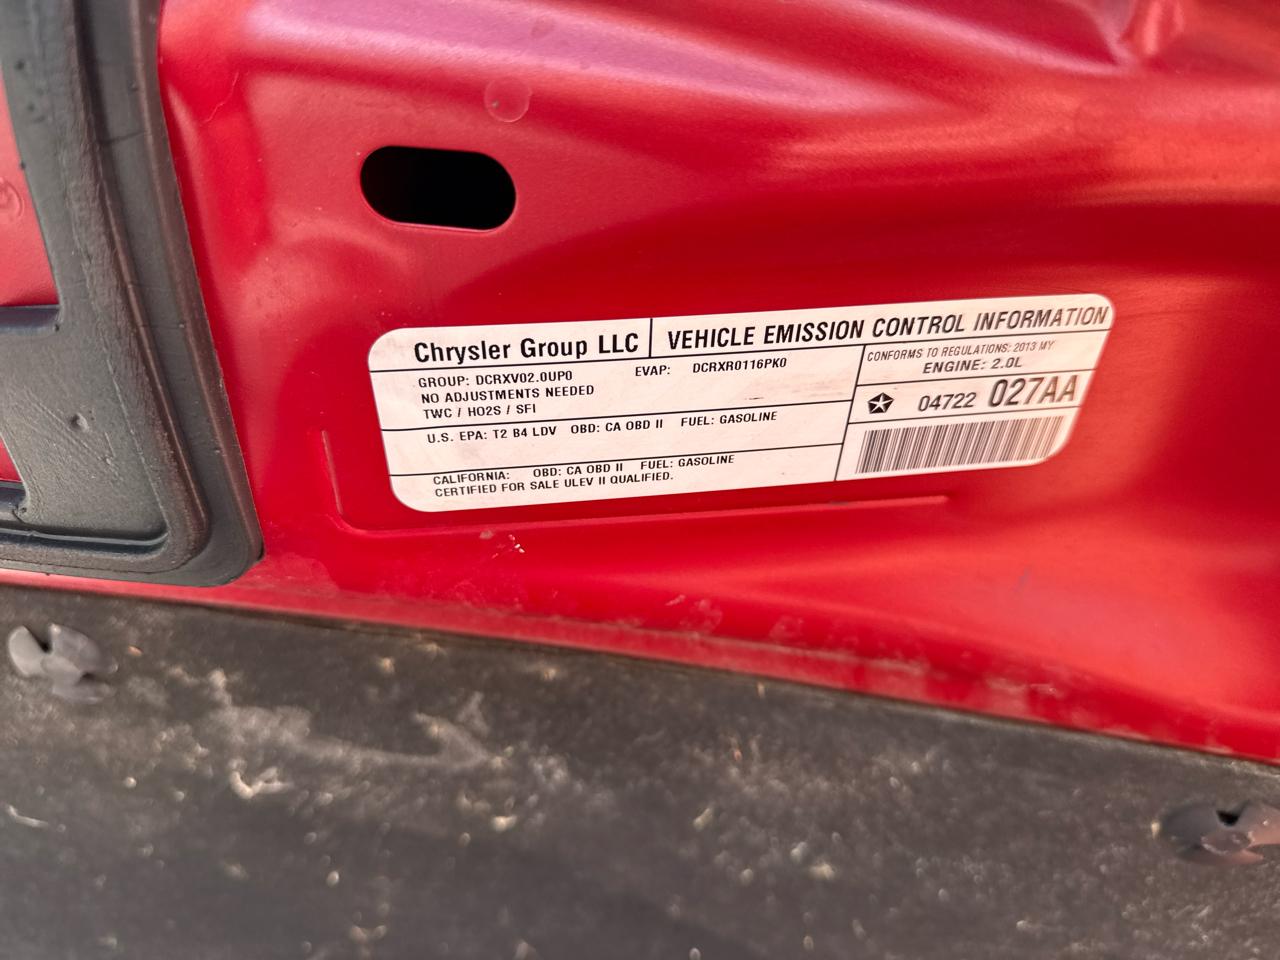 Chrysler Group LLC VEHICLE EMISSION CONTROL INFORMATION
GROUP: DCRXV02.0UP0 EVAP: DCRXR0116PK0
NO ADJUSTMENTS NEEDED
TWC / HO2S / SFI
CONFORMS TO REGULATIONS: 2013 MY
ENGINE: 2.0L
04722 027AA
U.S. EPA: T2 B4 LDV OBD: CA OBD II FUEL: GASOLINE
CALIFORNIA: OBD: CA OBD II FUEL: GASOLINE
CERTIFIED FOR SALE ULEV II QUALIFIED.